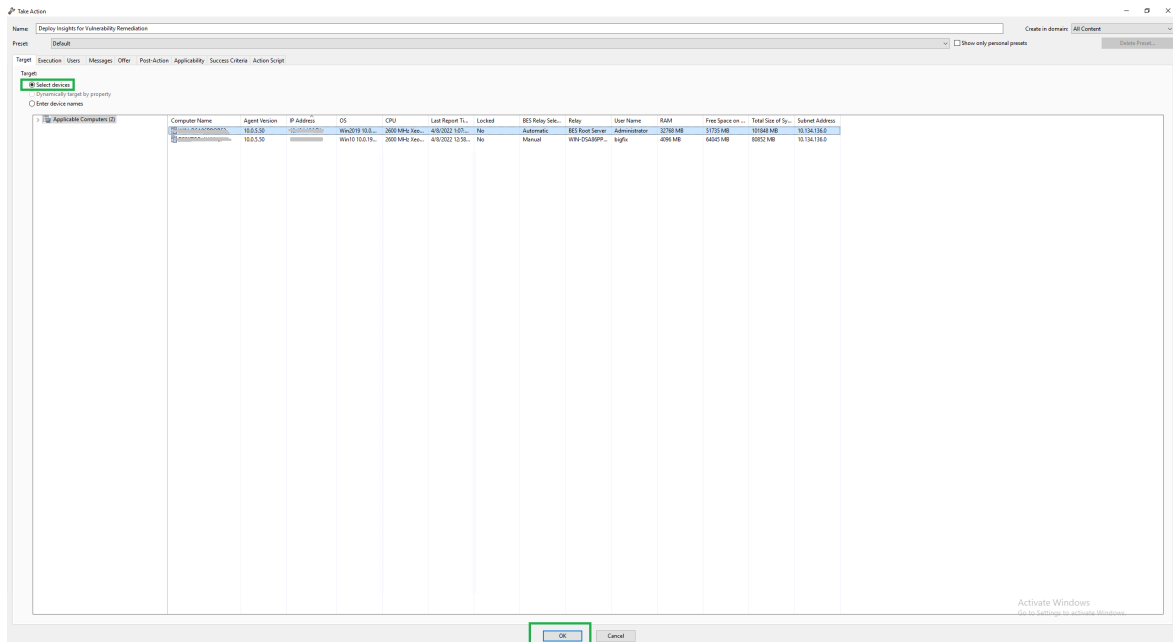 Take Action
Name: Deploy Insights for Vulnerability Remediation Create in domain: All Content
Preset: Default Show only personal presets Delete Preset...
Target Execution Users Messages Offer Post-Action Applicability Success Criteria Action Script
Target:
Select devices
Dynamically target by property
Enter device names
Applicable Computers (2)
Computer Name Agent Version IP Address OS CPU Last Report Ti... Locked BES Relay Sele... Relay User Name RAM Free Space on ... Total Size of Sy... Subnet Address
10.0.5.50 Win2019 10.0.... 2600 MHz Xeo... 4/8/2022 1:07:... No Automatic BES Root Server Administrator 32768 MB 51735 MB 101848 MB 10.134.136.0
10.0.5.50 Win10 10.0.19... 2600 MHz Xeo... 4/8/2022 12:58... No Manual WIN-DSA86PP... bigfix 4096 MB 64045 MB 80852 MB 10.134.136.0
Activate Windows
Go to Settings to activate Windows.
OK Cancel